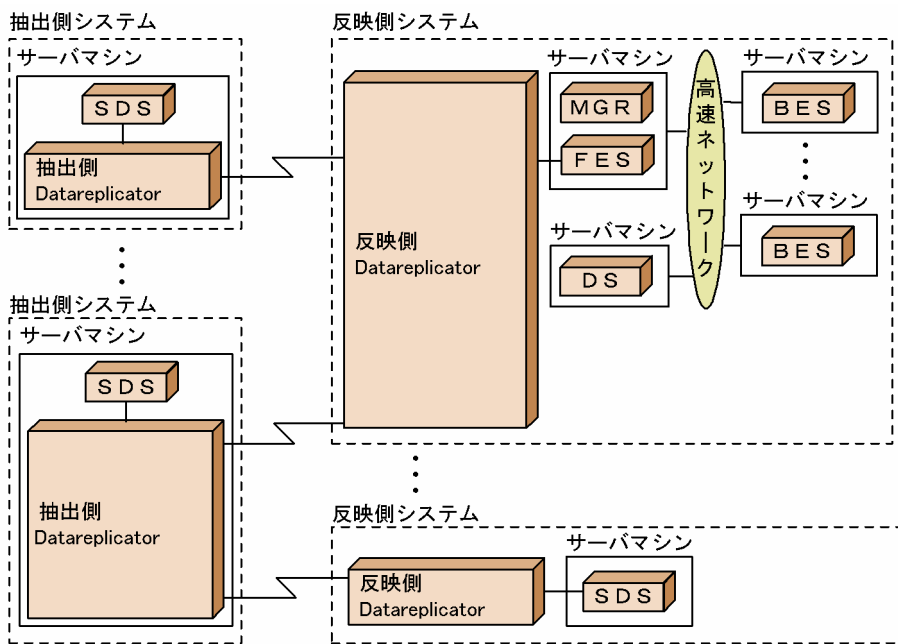 抽出側システム
サーバマシン
SDS
抽出側
Datareplicator
反映側システム
反映側
Datareplicator
サーバマシン
MGR
FES
サーバマシン
DS
高速ネットワーク
サーバマシン
BES
サーバマシン
BES
抽出側システム
サーバマシン
SDS
抽出側
Datareplicator
反映側システム
反映側
Datareplicator
サーバマシン
SDS